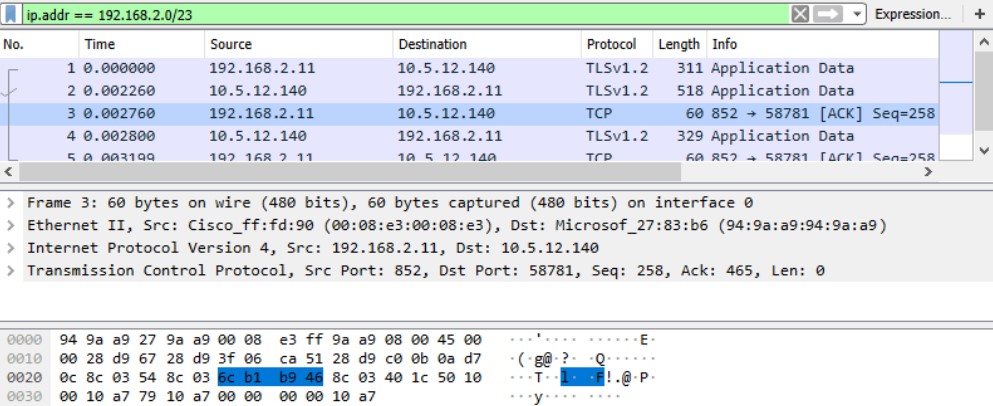 ip.addr == 192.168.2.0/23 Expression... +
No. Time Source Destination Protocol Length Info
1 0.000000 192.168.2.11 10.5.12.140 TLSv1.2 311 Application Data
2 0.002260 10.5.12.140 192.168.2.11 TLSv1.2 518 Application Data
3 0.002760 192.168.2.11 10.5.12.140 TCP 60 852 → 58781 [ACK] Seq=258
4 0.002800 10.5.12.140 192.168.2.11 TLSv1.2 329 Application Data
5 0.003199 192.168.2.11 10.5.12.140 TCP 60 852 → 58781 [ACK] Seq=258
Frame 3: 60 bytes on wire (480 bits), 60 bytes captured (480 bits) on interface 0
Ethernet II, Src: Cisco_ff:fd:90 (00:08:e3:00:08:e3), Dst: Microsof_27:83:b6 (94:9a:a9:94:9a:a9)
Internet Protocol Version 4, Src: 192.168.2.11, Dst: 10.5.12.140
Transmission Control Protocol, Src Port: 852, Dst Port: 58781, Seq: 258, Ack: 465, Len: 0
0000 94 9a a9 27 9a a9 00 08 e3 ff 9a a9 08 00 45 00 ···'···· ······E·
0010 00 28 d9 67 28 d9 3f 06 ca 51 28 d9 c0 0b 0a d7 ·(·g@·?· ·Q······
0020 0c 8c 03 54 8c 03 6c b1 b9 46 8c 03 40 1c 50 10 ···T··l· ·F!.@·P·
0030 00 10 a7 79 10 a7 00 00 00 00 10 a7 ···y···· ····